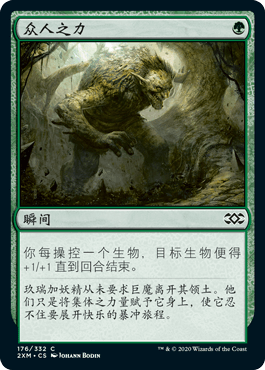 众人之力
瞬间
你每操控一个生物，目标生物便得
+1/+1 直到回合结束。
玫瑞加妖精从未要求巨魔离开其领土。他
们只是将集体之力量赋予它身上，使它忍
不住要展开快乐的暴冲旅程。
176/332 C
2XM • CS Johann Bodin
™ & © 2020 Wizards of the Coast